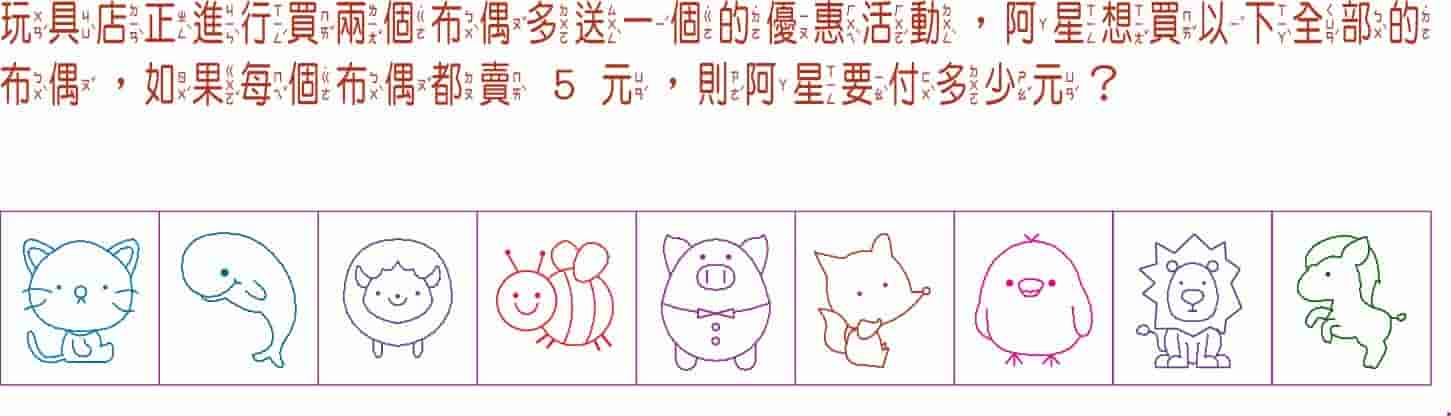 玩具店正進行買兩個布偶多送一個的優惠活動，阿星想買以下全部的
布偶，如果每個布偶都賣 5 元，則阿星要付多少元？